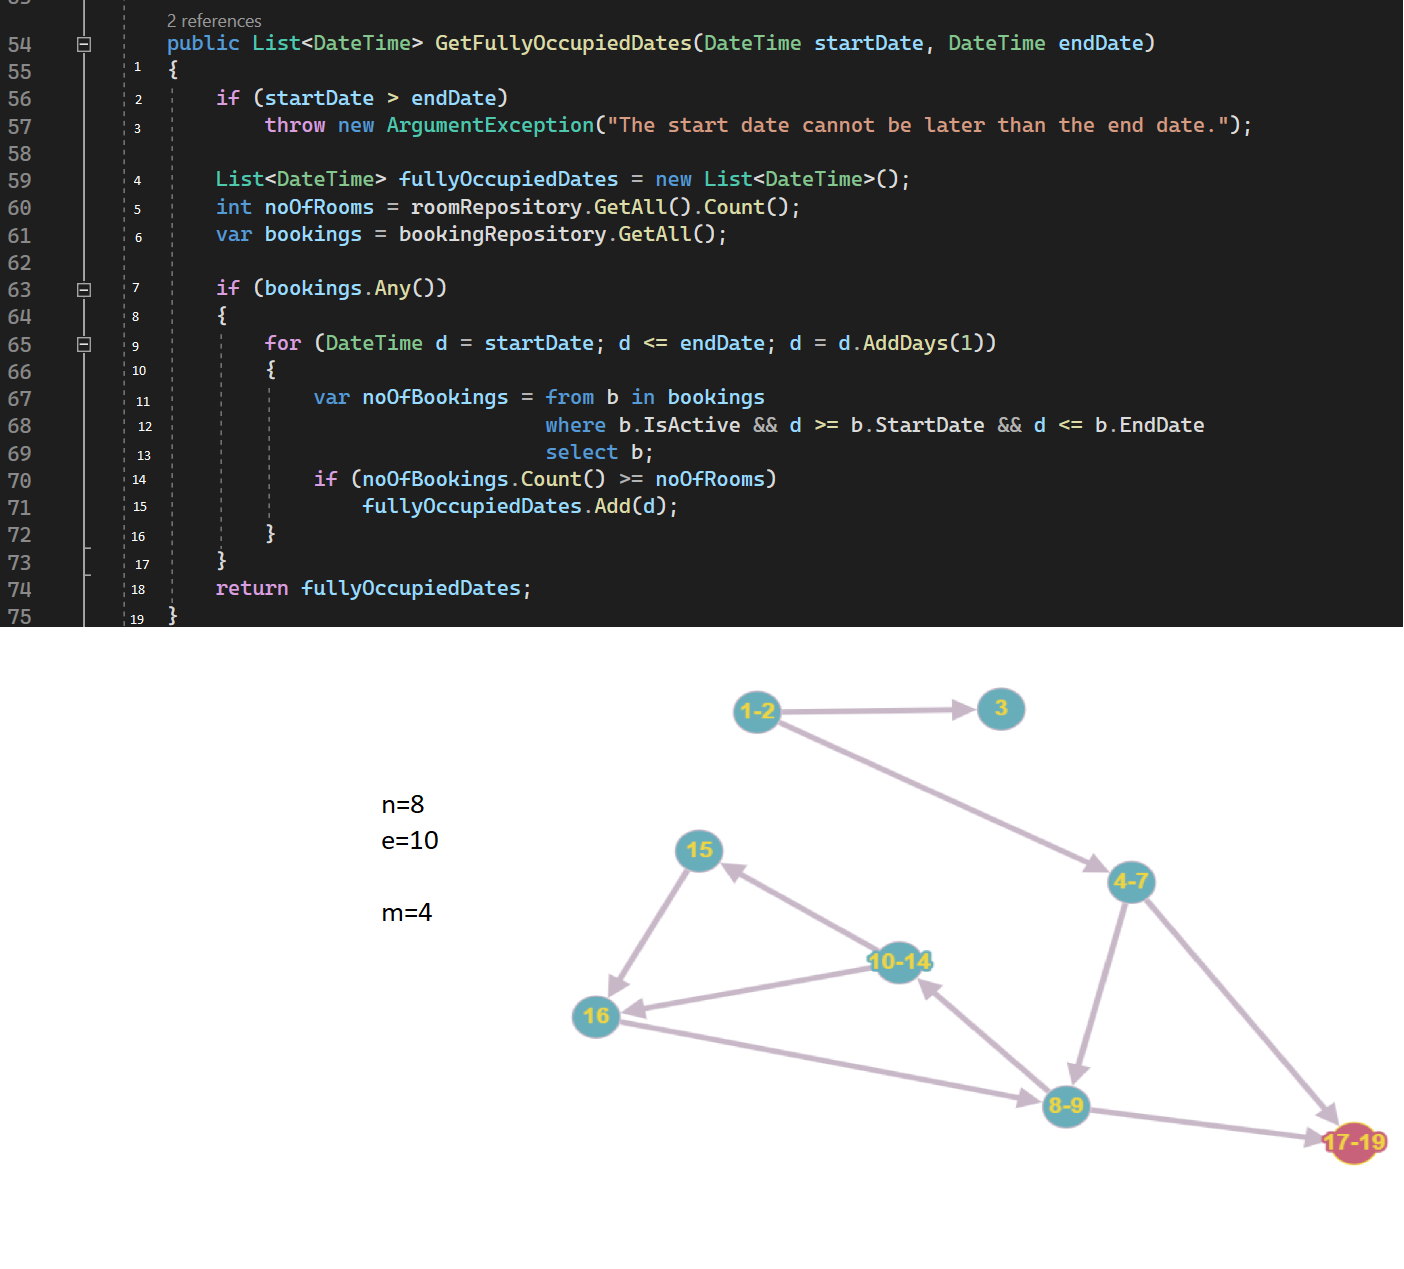 2 references
54 public List<DateTime> GetFullyOccupiedDates(DateTime startDate, DateTime endDate)
55 1 {
56 2 if (startDate > endDate)
57 3 throw new ArgumentException("The start date cannot be later than the end date.");
58
59 4 List<DateTime> fullyOccupiedDates = new List<DateTime>();
60 5 int noOfRooms = roomRepository.GetAll().Count();
61 6 var bookings = bookingRepository.GetAll();
62
63 7 if (bookings.Any())
64 8 {
65 9 for (DateTime d = startDate; d <= endDate; d = d.AddDays(1))
66 10 {
67 11 var noOfBookings = from b in bookings
68 12 where b.IsActive && d >= b.StartDate && d <= b.EndDate
69 13 select b;
70 14 if (noOfBookings.Count() >= noOfRooms)
71 15 fullyOccupiedDates.Add(d);
72 16 }
73 17 }
74 18 return fullyOccupiedDates;
75 19 }
1-2
3
n=8
e=10
m=4
15
4-7
10-14
16
8-9
17-19